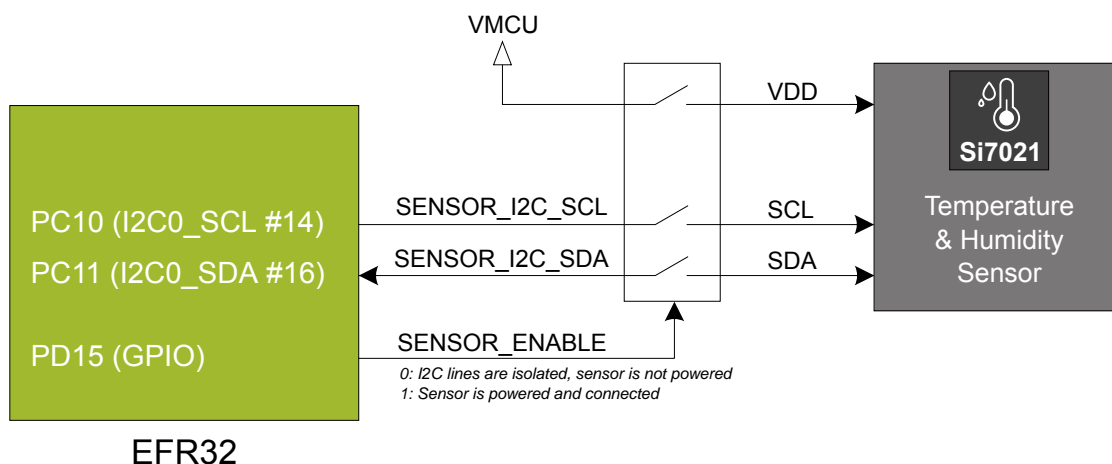 VMCU
VDD
Si7021
PC10 (I2C0_SCL #14)
SENSOR_I2C_SCL
SCL
Temperature
& Humidity
Sensor
PC11 (I2C0_SDA #16)
SENSOR_I2C_SDA
SDA
PD15 (GPIO)
SENSOR_ENABLE
0: I2C lines are isolated, sensor is not powered
1: Sensor is powered and connected
EFR32